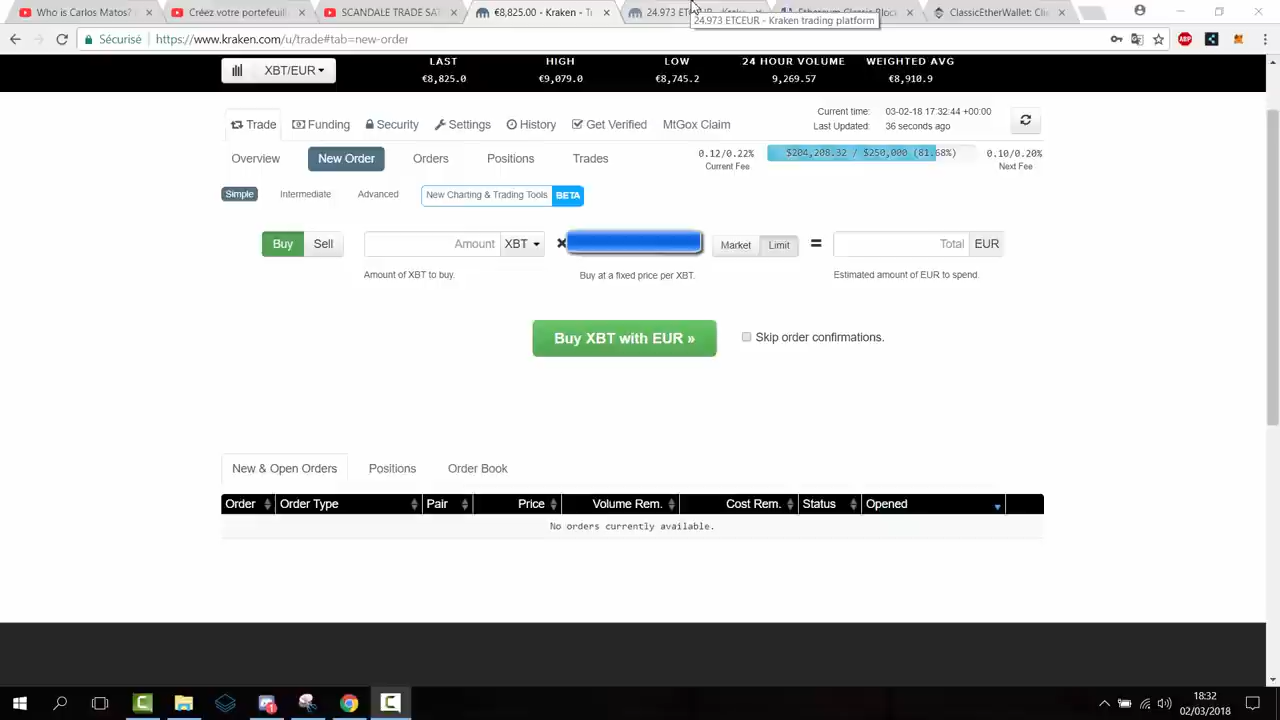 Who is Carlos Matos?
Créez votre portefeui
SCANDALE TRADE SAT
€8,825.00 - Kraken - Tr
24.973 ETCEUR - Kraken
Ethereum Classic Block
ClassicEtherWallet: Cli
24.973 ETCEUR - Kraken trading platform
Sécurisé
https://www.kraken.com/u/trade#tab=new-order
XBT/EUR
LAST
HIGH
LOW
24 HOUR VOLUME
WEIGHTED AVG
€8,825.0
€9,079.0
€8,745.2
9,269.57
€8,910.9
Trade
Funding
Security
Settings
History
Get Verified
MtGox Claim
Current time: 03-02-18 17:32:44 +00:00
Last Updated: 36 seconds ago
Overview
New Order
Orders
Positions
Trades
0.12/0.22%
Current Fee
$204,208.32 / $250,000 (81.68%)
0.10/0.20%
Next Fee
Simple
Intermediate
Advanced
New Charting & Trading Tools BETA
Buy
Sell
Amount
XBT
Market
Limit
=
Total
EUR
Amount of XBT to buy.
Buy at a fixed price per XBT.
Estimated amount of EUR to spend.
Buy XBT with EUR »
Skip order confirmations.
New & Open Orders
Positions
Order Book
Order
Order Type
Pair
Price
Volume Rem.
Cost Rem.
Status
Opened
No orders currently available.
18:32
02/03/2018